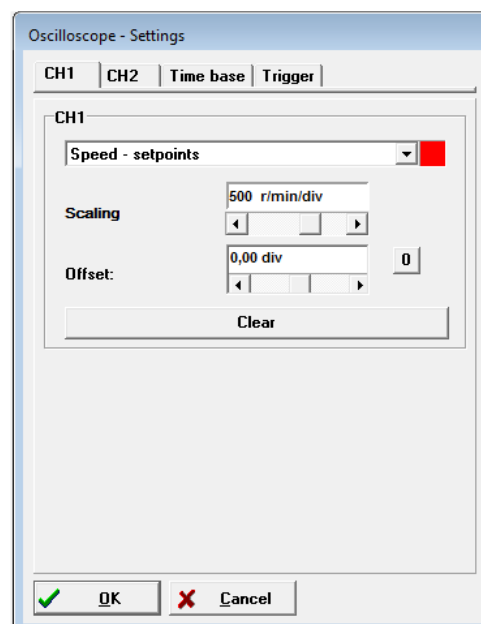 Oscilloscope - Settings
CH1 CH2 Time base Trigger
CH1
Speed - setpoints
500 r/min/div
Scaling
0,00 div
0
Offset:
Clear
OK Cancel